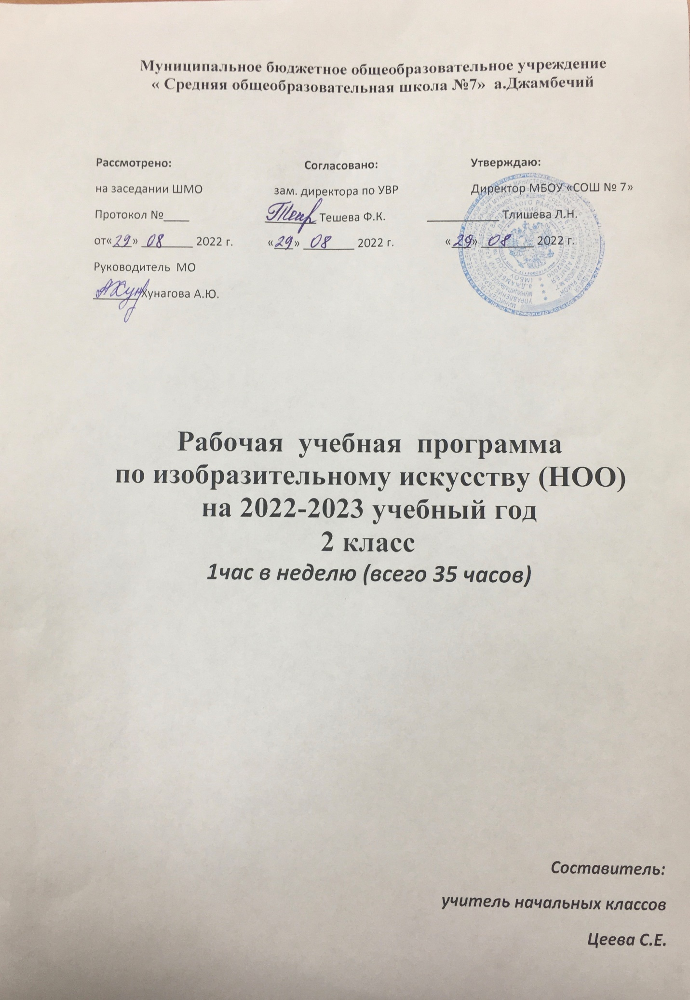 Муниципальное бюджетное общеобразовательное учреждение
« Средняя общеобразовательная школа №7» а.Джамбечий
Рассмотрено:
на заседании ШМО
Протокол №____
от«29» 08 2022 г.
Руководитель МО
Хунагова А.Ю.
Согласовано:
зам. директора по УВР
Тешева Ф.К.
«29» 08 2022 г.
Утверждаю:
Директор МБОУ «СОШ № 7»
Тлишева Л.Н.
«29» 08 2022 г.
Рабочая учебная программа
по изобразительному искусству (НОО)
на 2022-2023 учебный год
2 класс
1час в неделю (всего 35 часов)
Составитель:
учитель начальных классов
Цеева С.Е.